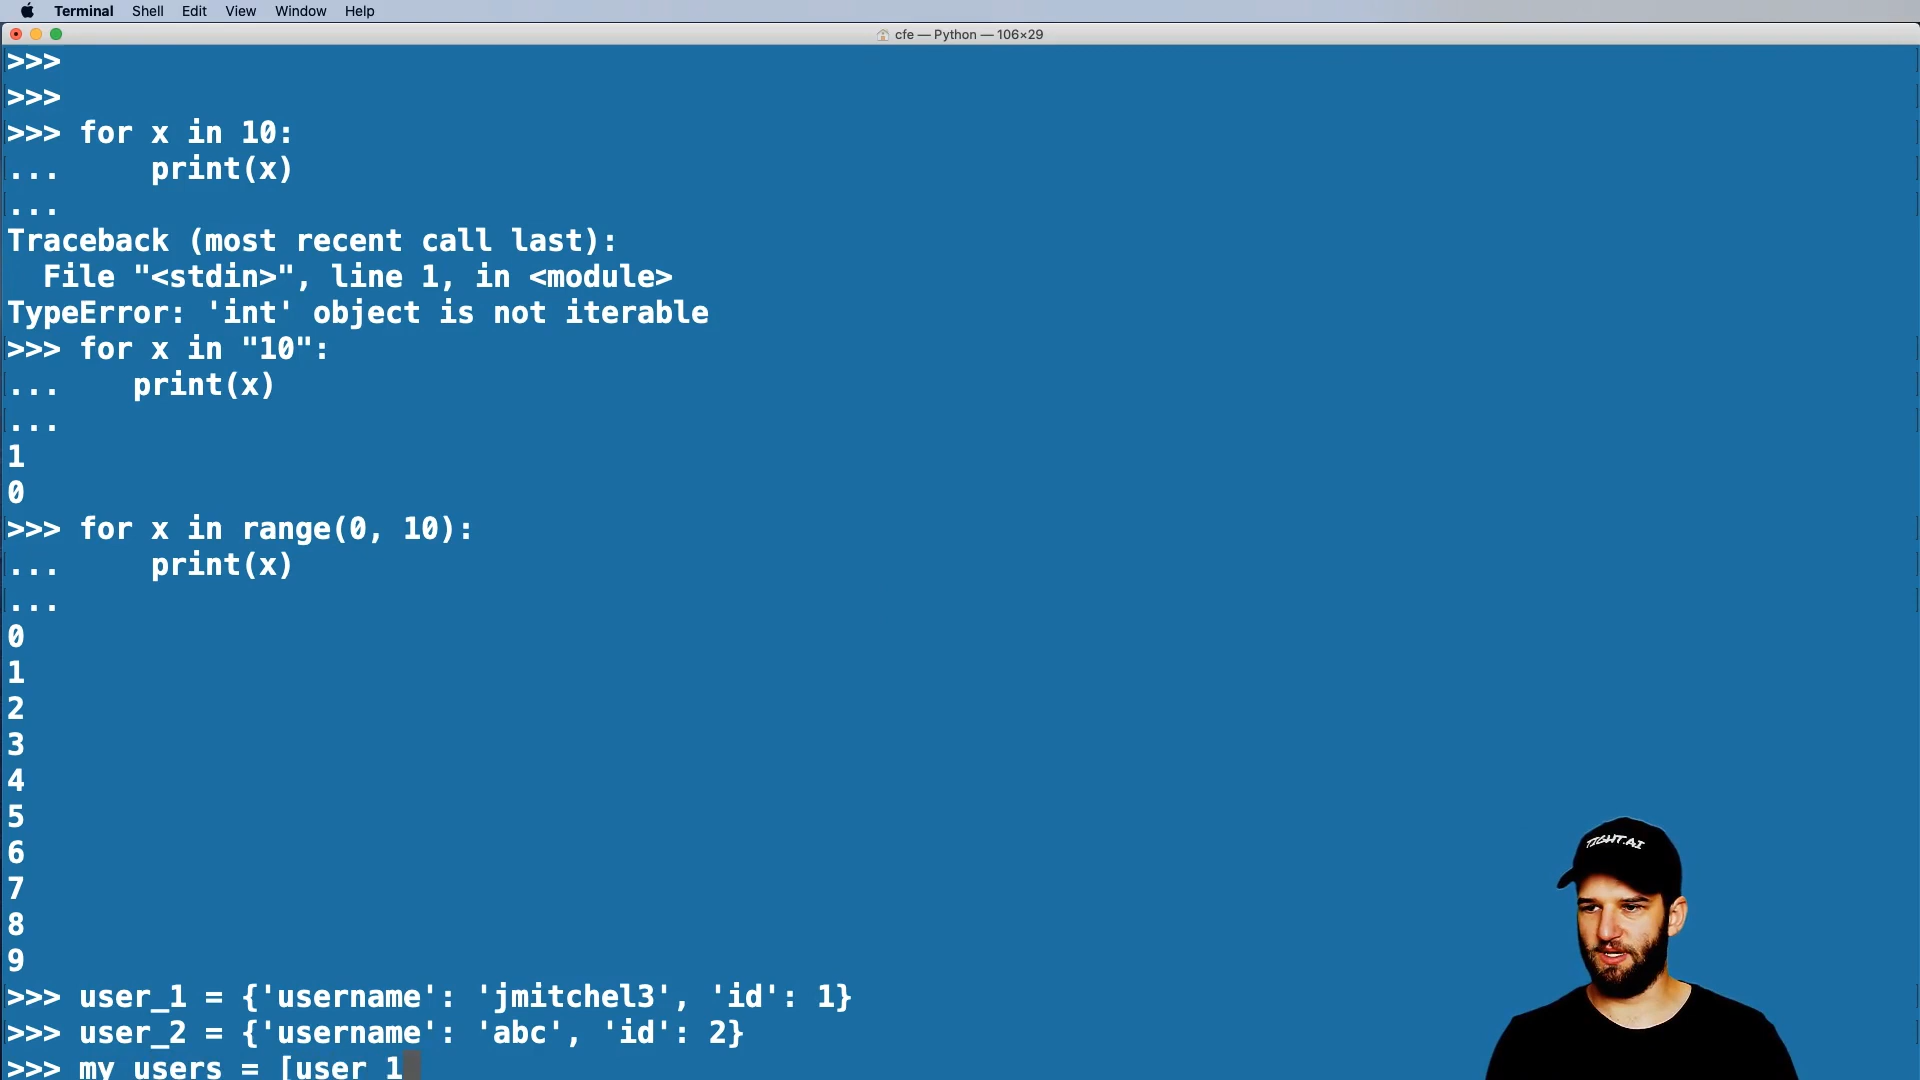 Terminal Shell Edit View Window Help
cfe — Python — 106×29
>>>
>>>
>>> for x in 10:
...     print(x)
...
Traceback (most recent call last):
  File "<stdin>", line 1, in <module>
TypeError: 'int' object is not iterable
>>> for x in "10":
...    print(x)
...
1
0
>>> for x in range(0, 10):
...     print(x)
...
0
1
2
3
4
5
6
7
8
9
>>> user_1 = {'username': 'jmitchel3', 'id': 1}
>>> user_2 = {'username': 'abc', 'id': 2}
>>> my_users = [user_1
TIGHT.AI